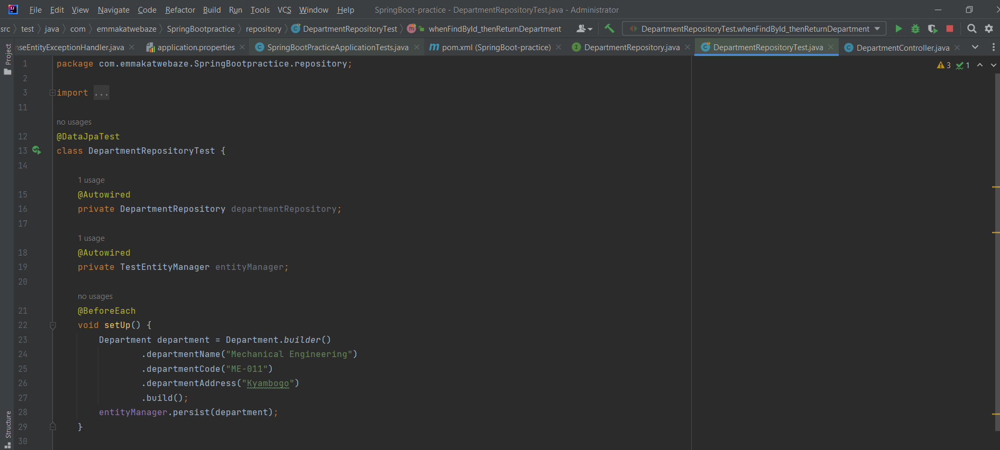 File Edit View Navigate Code Refactor Build Run Tools VCS Window Help SpringBoot-practice - DepartmentRepositoryTest.java - Administrator
src test java com emmakatwebaze SpringBootpractice repository DepartmentRepositoryTest whenFindById_thenReturnDepartment DepartmentRepositoryTest.whenFindById_thenReturnDepartment
nseEntityExceptionHandler.java application.properties SpringBootPracticeApplicationTests.java pom.xml (SpringBoot-practice) DepartmentRepository.java DepartmentRepositoryTest.java DepartmentController.java
Project
3 1
1 package com.emmakatwebaze.SpringBootpractice.repository;
2
3 import ...
11
no usages
12 @DataJpaTest
13 class DepartmentRepositoryTest {
14
1 usage
15 @Autowired
16 private DepartmentRepository departmentRepository;
17
1 usage
18 @Autowired
19 private TestEntityManager entityManager;
20
no usages
21 @BeforeEach
22 void setUp() {
23 Department department = Department.builder()
24 .departmentName("Mechanical Engineering")
25 .departmentCode("ME-011")
26 .departmentAddress("Kyambogo")
27 .build();
28 entityManager.persist(department);
29 }
30
Structure